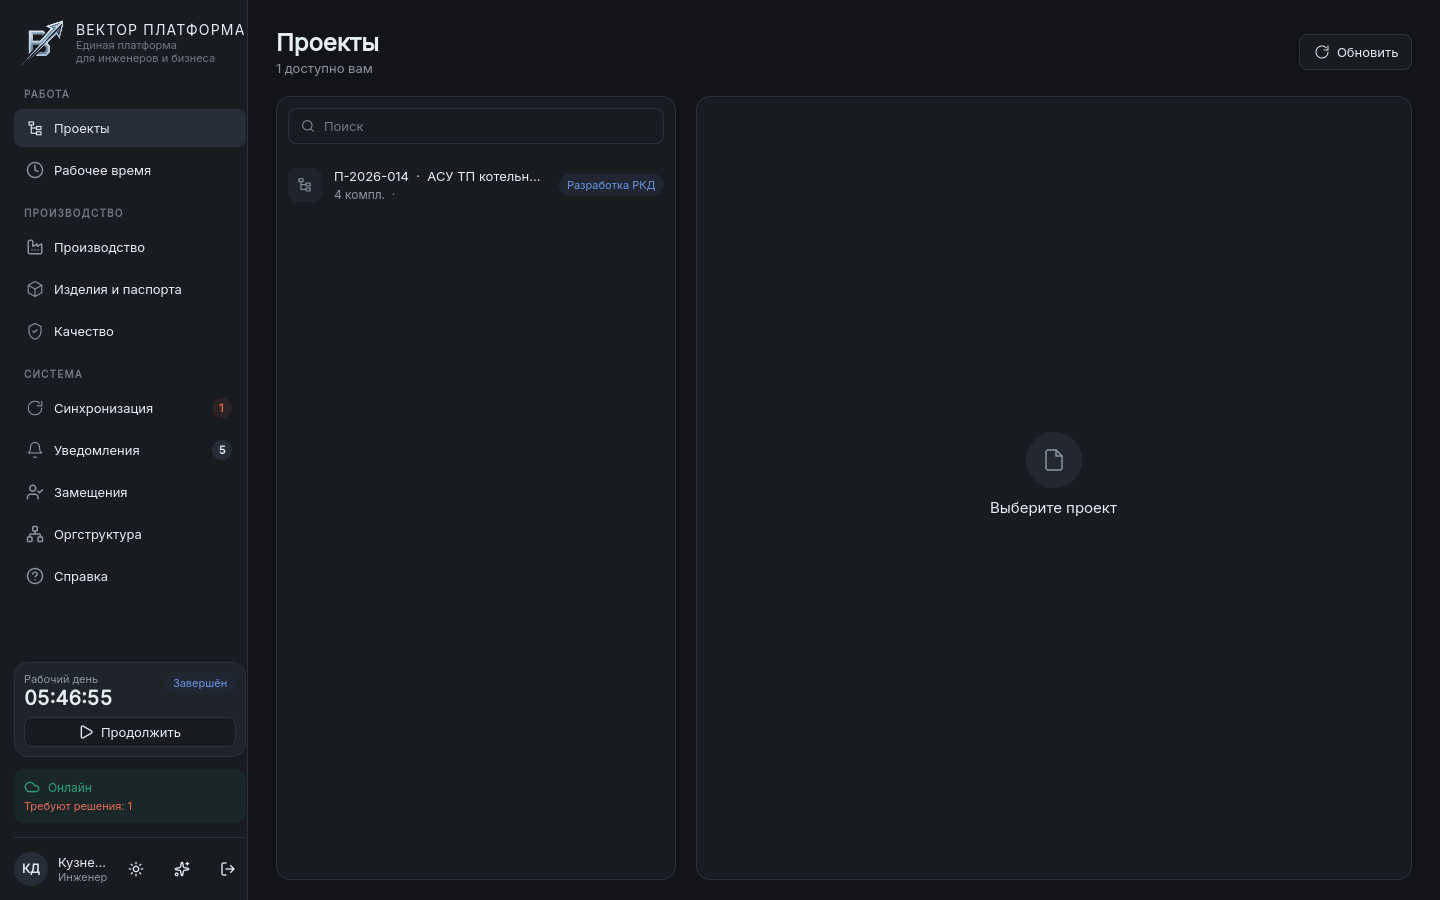 ВЕКТОР ПЛАТФОРМА
Единая платформа
для инженеров и бизнеса
РАБОТА
Проекты
Рабочее время
ПРОИЗВОДСТВО
Производство
Изделия и паспорта
Качество
СИСТЕМА
Синхронизация 1
Уведомления 5
Замещения
Оргструктура
Справка
Рабочий день
Завершён
05:46:55
Продолжить
Онлайн
Требуют решения: 1
КД
Кузне...
Инженер
Проекты
1 доступно вам
Обновить
Поиск
П-2026-014 · АСУ ТП котельн...
4 компл. ·
Разработка РКД
Выберите проект